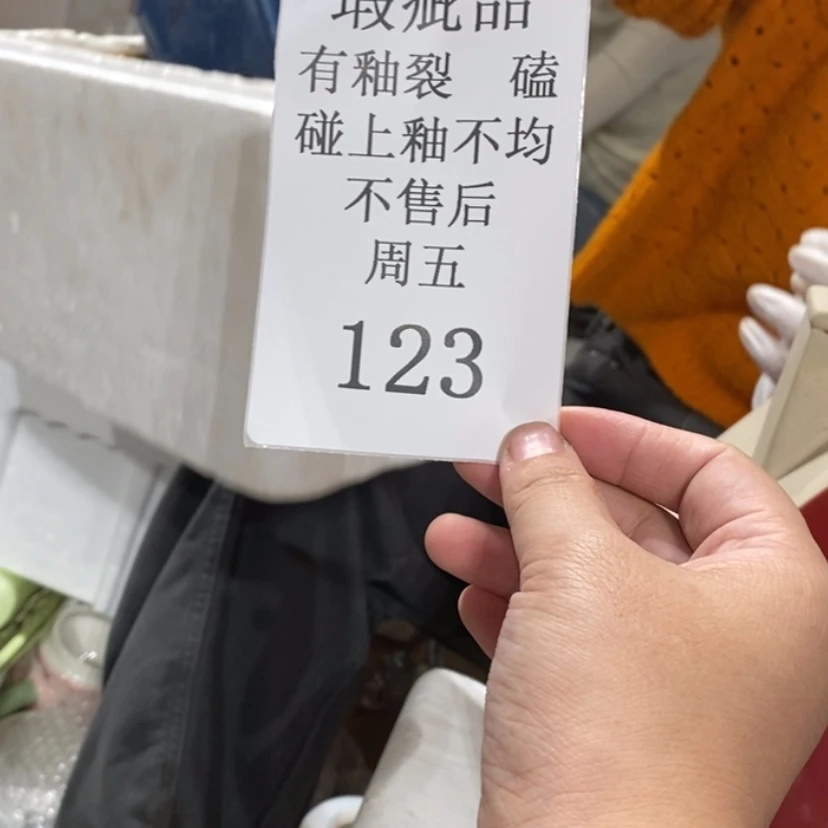 瑕疵品
有釉裂 磕
碰上釉不均
不售后
周五
123